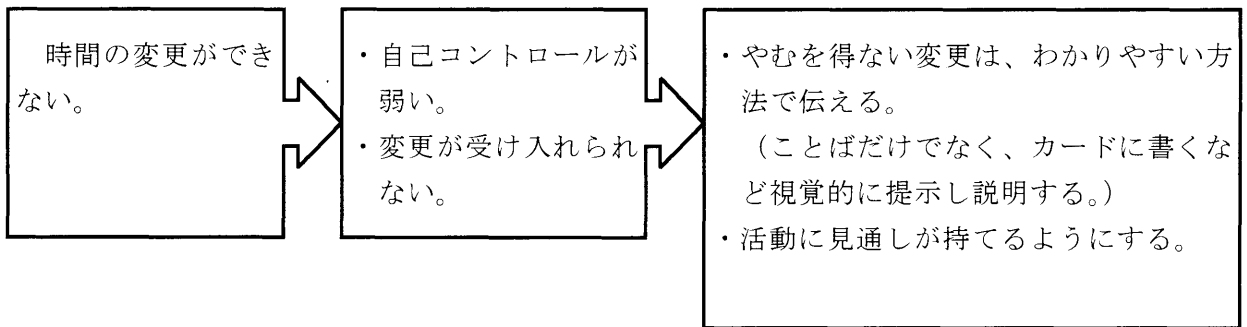 時間の変更ができ
ない。
・自己コントロールが
弱い。
・変更が受け入れられ
ない。
・やむを得ない変更は、わかりやすい方
法で伝える。
（ことばだけでなく、カードに書くな
ど視覚的に提示し説明する。）
・活動に見通しが持てるようにする。